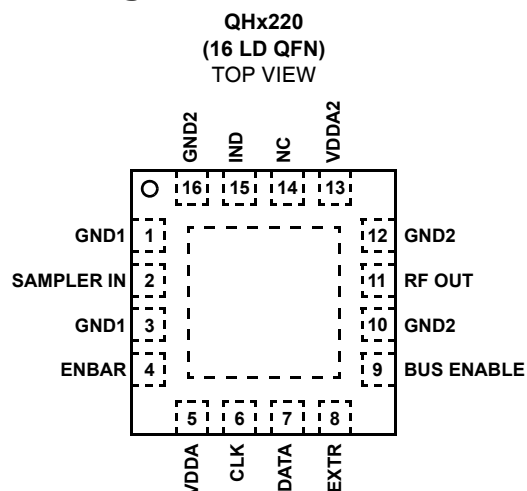 QHx220
(16 LD QFN)
TOP VIEW
GND2
IND
NC
VDDA2
16
15
14
13
GND1 1
12 GND2
SAMPLER IN 2
11 RF OUT
GND1 3
10 GND2
ENBAR 4
9 BUS ENABLE
5
6
7
8
VDDA
CLK
DATA
EXTR